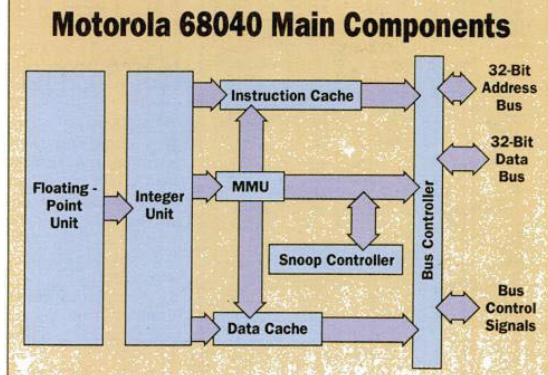 Motorola 68040 Main Components
Floating -
Point
Unit
Integer
Unit
Instruction Cache
MMU
Snoop Controller
Data Cache
Bus Controller
32-Bit
Address
Bus
32-Bit
Data
Bus
Bus
Control
Signals